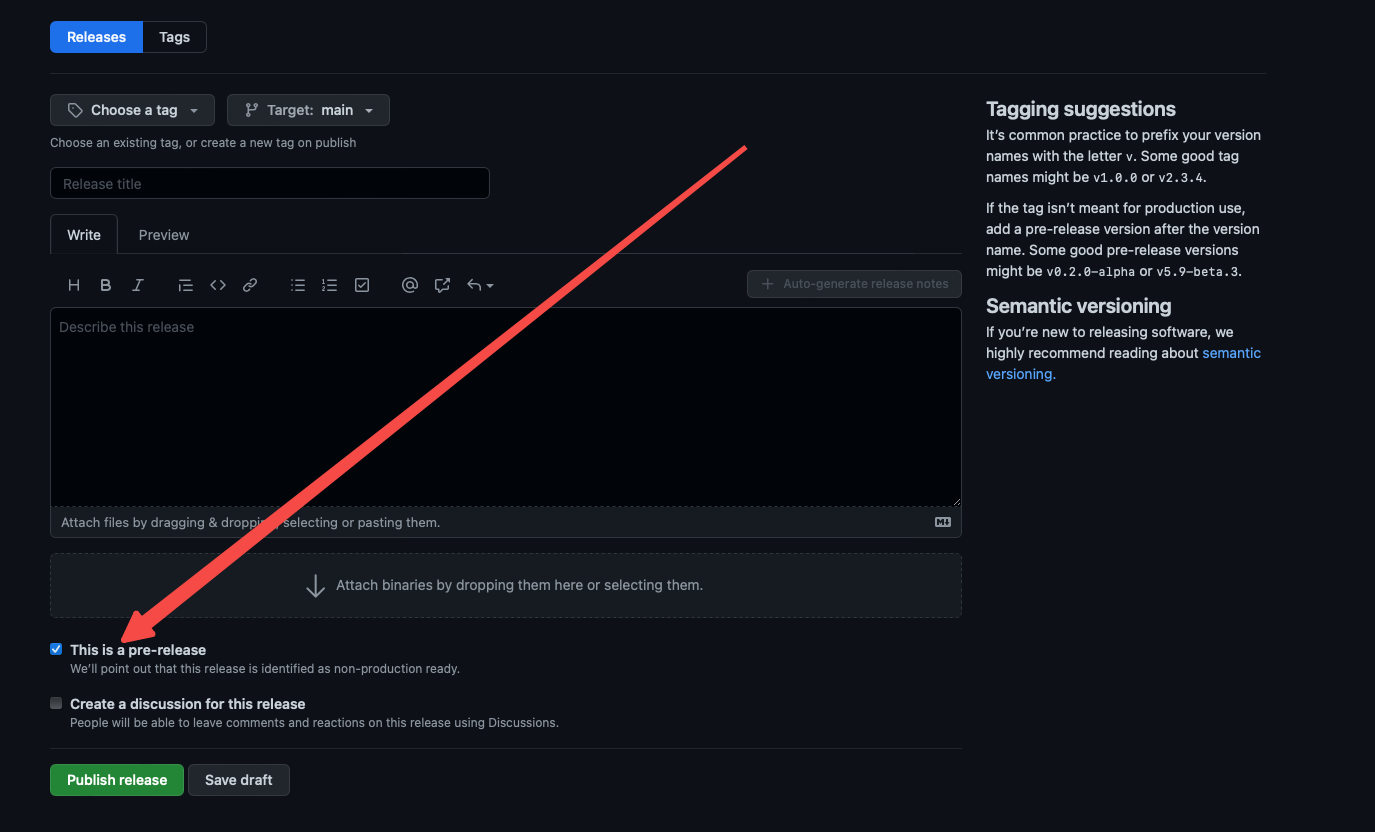 Releases Tags
Choose a tag Target: main
Choose an existing tag, or create a new tag on publish
Release title
Write Preview
H B I
Auto-generate release notes
Describe this release
Attach files by dragging & dropping, selecting or pasting them.
Attach binaries by dropping them here or selecting them.
This is a pre-release
We’ll point out that this release is identified as non-production ready.
Create a discussion for this release
People will be able to leave comments and reactions on this release using Discussions.
Publish release Save draft
Tagging suggestions
It’s common practice to prefix your version
names with the letter v. Some good tag
names might be v1.0.0 or v2.3.4.
If the tag isn’t meant for production use,
add a pre-release version after the version
name. Some good pre-release versions
might be v0.2.0-alpha or v5.9-beta.3.
Semantic versioning
If you’re new to releasing software, we
highly recommend reading about semantic
versioning.